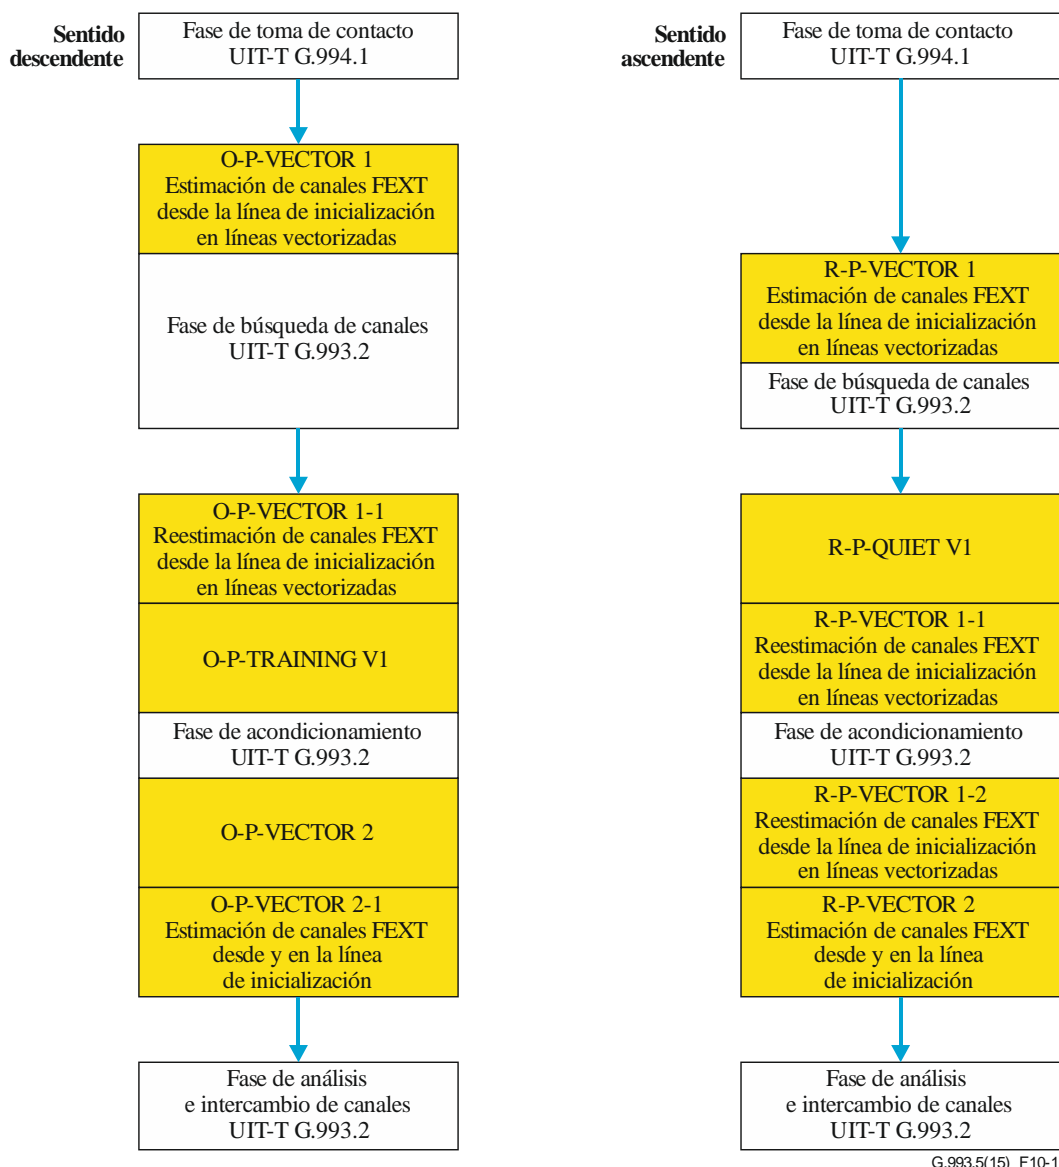 Sentido
descendente
Fase de toma de contacto
UIT-T G.994.1
O-P-VECTOR 1
Estimación de canales FEXT
desde la línea de inicialización
en líneas vectorizadas
Fase de búsqueda de canales
UIT-T G.993.2
O-P-VECTOR 1-1
Reestimación de canales FEXT
desde la línea de inicialización
en líneas vectorizadas
O-P-TRAINING V1
Fase de acondicionamiento
UIT-T G.993.2
O-P-VECTOR 2
O-P-VECTOR 2-1
Estimación de canales FEXT
desde y en la línea
de inicialización
Fase de análisis
e intercambio de canales
UIT-T G.993.2
Sentido
ascendente
Fase de toma de contacto
UIT-T G.994.1
R-P-VECTOR 1
Estimación de canales FEXT
desde la línea de inicialización
en líneas vectorizadas
Fase de búsqueda de canales
UIT-T G.993.2
R-P-QUIET V1
R-P-VECTOR 1-1
Reestimación de canales FEXT
desde la línea de inicialización
en líneas vectorizadas
Fase de acondicionamiento
UIT-T G.993.2
R-P-VECTOR 1-2
Reestimación de canales FEXT
desde la línea de inicialización
en líneas vectorizadas
R-P-VECTOR 2
Estimación de canales FEXT
desde y en la línea
de inicialización
Fase de análisis
e intercambio de canales
UIT-T G.993.2
G.993.5(15)_F10-1